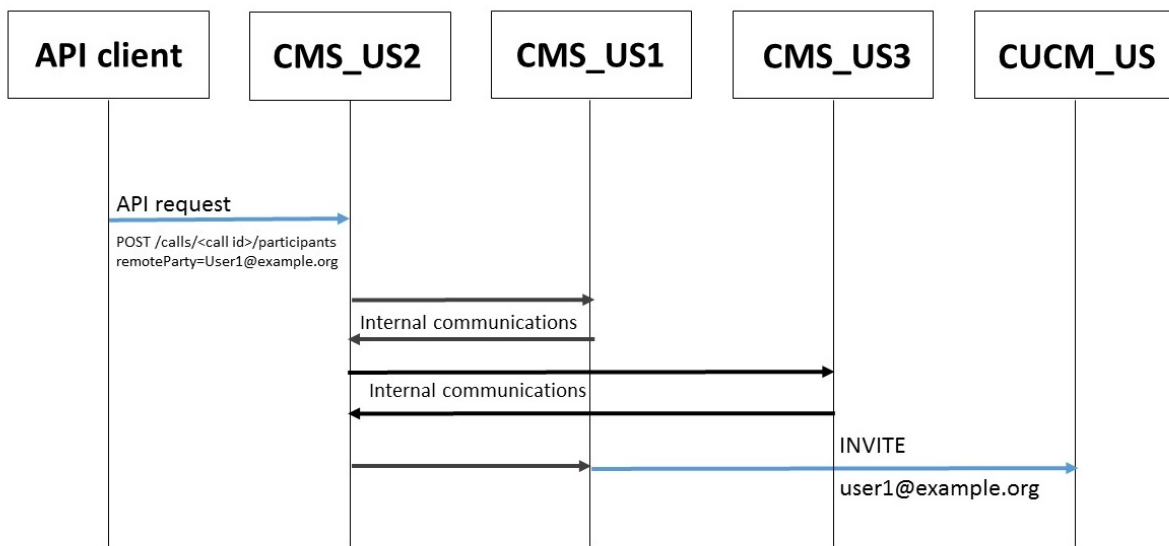 API client
CMS_US2
CMS_US1
CMS_US3
CUCM_US
API request
POST /calls/<call id>/participants
remoteParty=User1@example.org
Internal communications
Internal communications
INVITE
user1@example.org